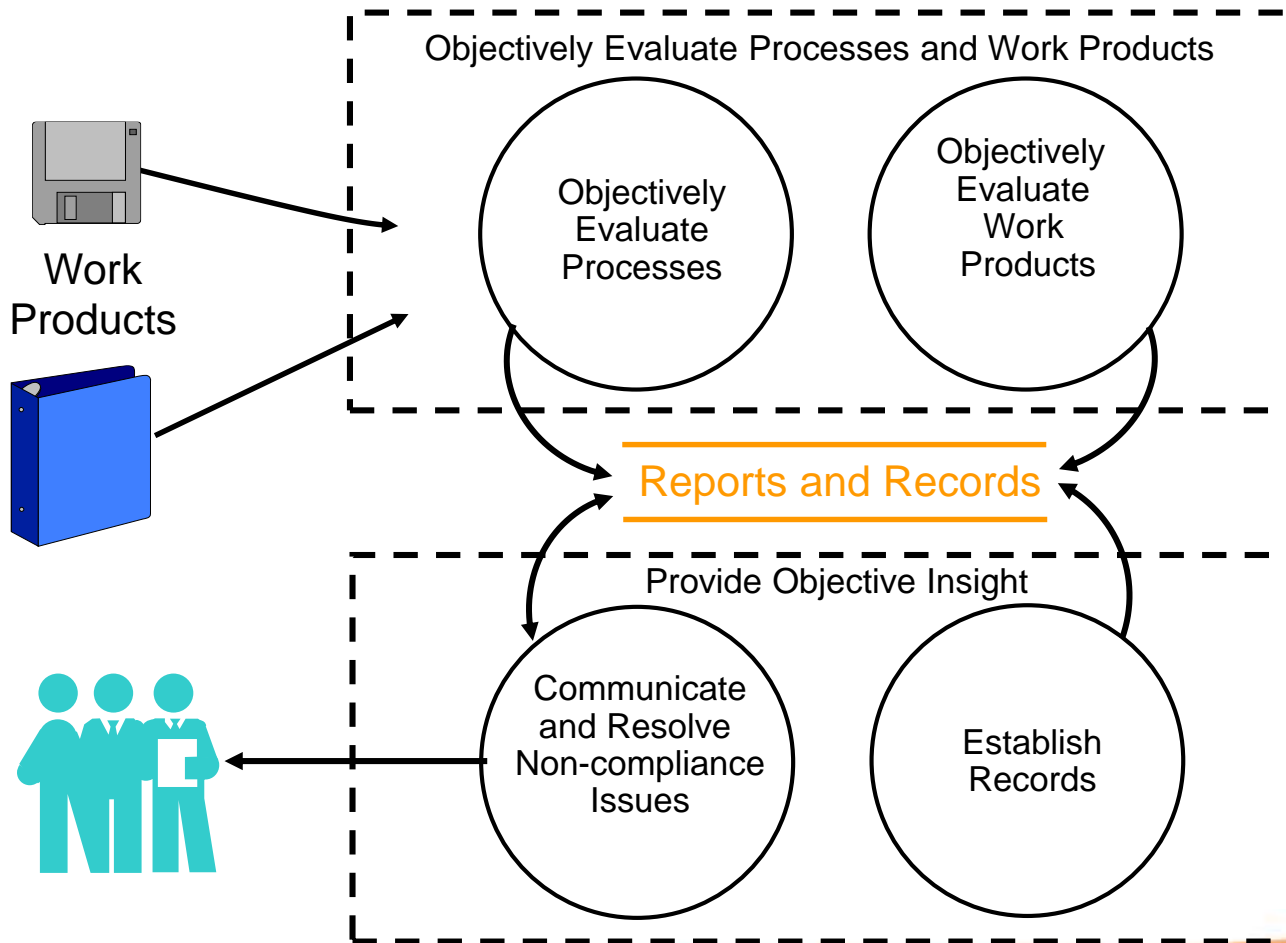 Objectively Evaluate Processes and Work Products
Objectively
Evaluate
Processes
Objectively
Evaluate
Work
Products
Work
Products
Reports and Records
Provide Objective Insight
Communicate
and Resolve
Non-compliance
Issues
Establish
Records